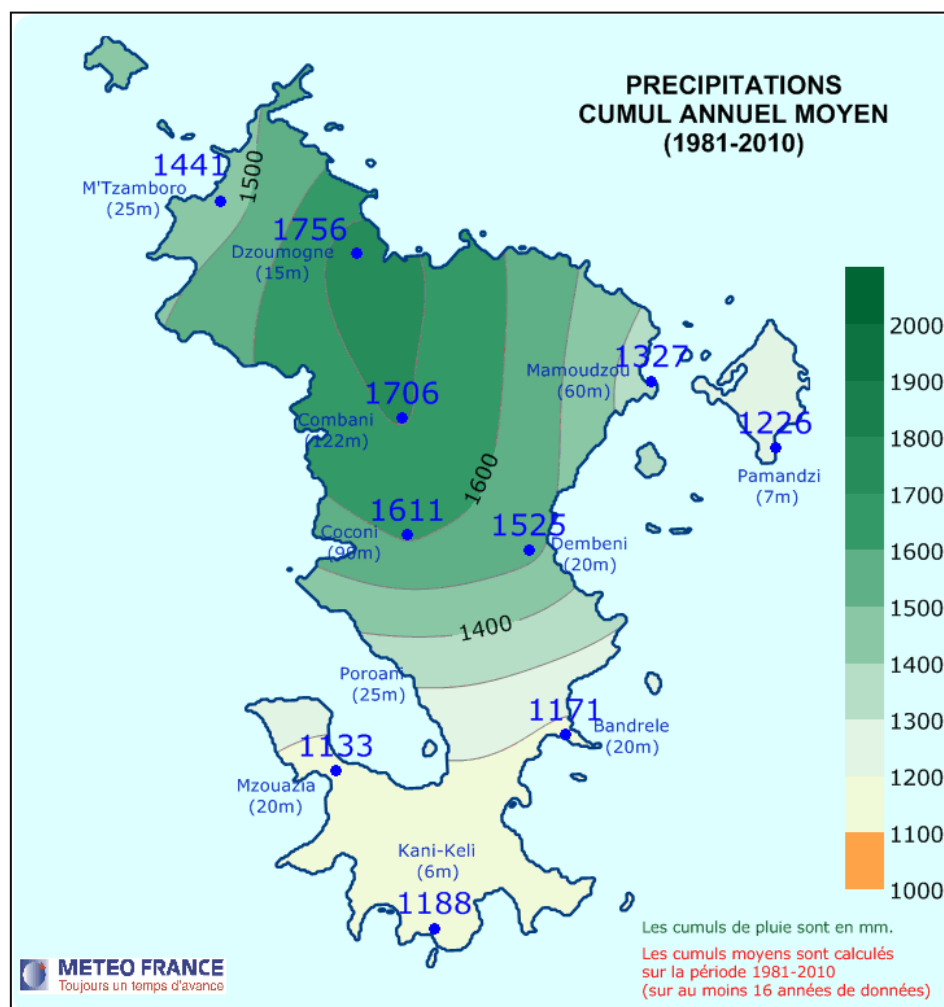 PRECIPITATIONS
CUMUL ANNUEL MOYEN
(1981-2010)
1441
M'Tzamboro
(25m)
1500
1756
Dzoumogne
(15m)
1327
Mamoudzou
(60m)
1706
Combani
(122m)
1226
Pamandzi
(7m)
1600
1611
Coconi
(90m)
1525
Dembeni
(20m)
1400
Poroani
(25m)
1171
Bandrele
(20m)
1133
Mzouazia
(20m)
Kani-Keli
(6m)
1188
2000
1900
1800
1700
1600
1500
1400
1300
1200
1100
1000
Les cumuls de pluie sont en mm.
Les cumuls moyens sont calculés
sur la période 1981-2010
(sur au moins 16 années de données)
METEO FRANCE
Toujours un temps d'avance